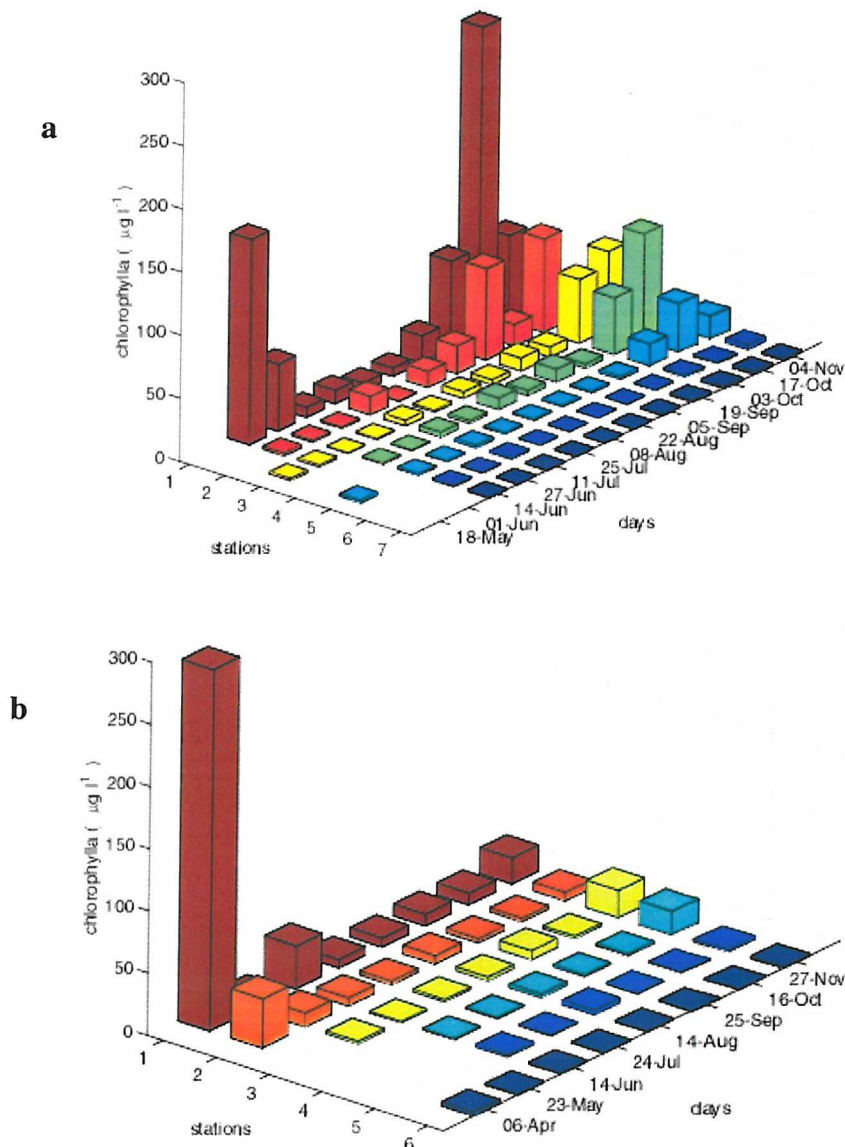 a
300
250
200
150
100
50
0
chlorophylla ( µg l⁻¹ )
1
2
3
4
5
6
7
stations
18-May
01-Jun
14-Jun
27-Jun
11-Jul
25-Jul
08-Aug
22-Aug
05-Sep
19-Sep
03-Oct
17-Oct
04-Nov
days
b
300
250
200
150
100
50
0
chlorophylla ( µg l¹ )
1
2
3
4
5
6
stations
06-Apr
23-May
14-Jun
24-Jul
14-Aug
25-Sep
16-Oct
27-Nov
days